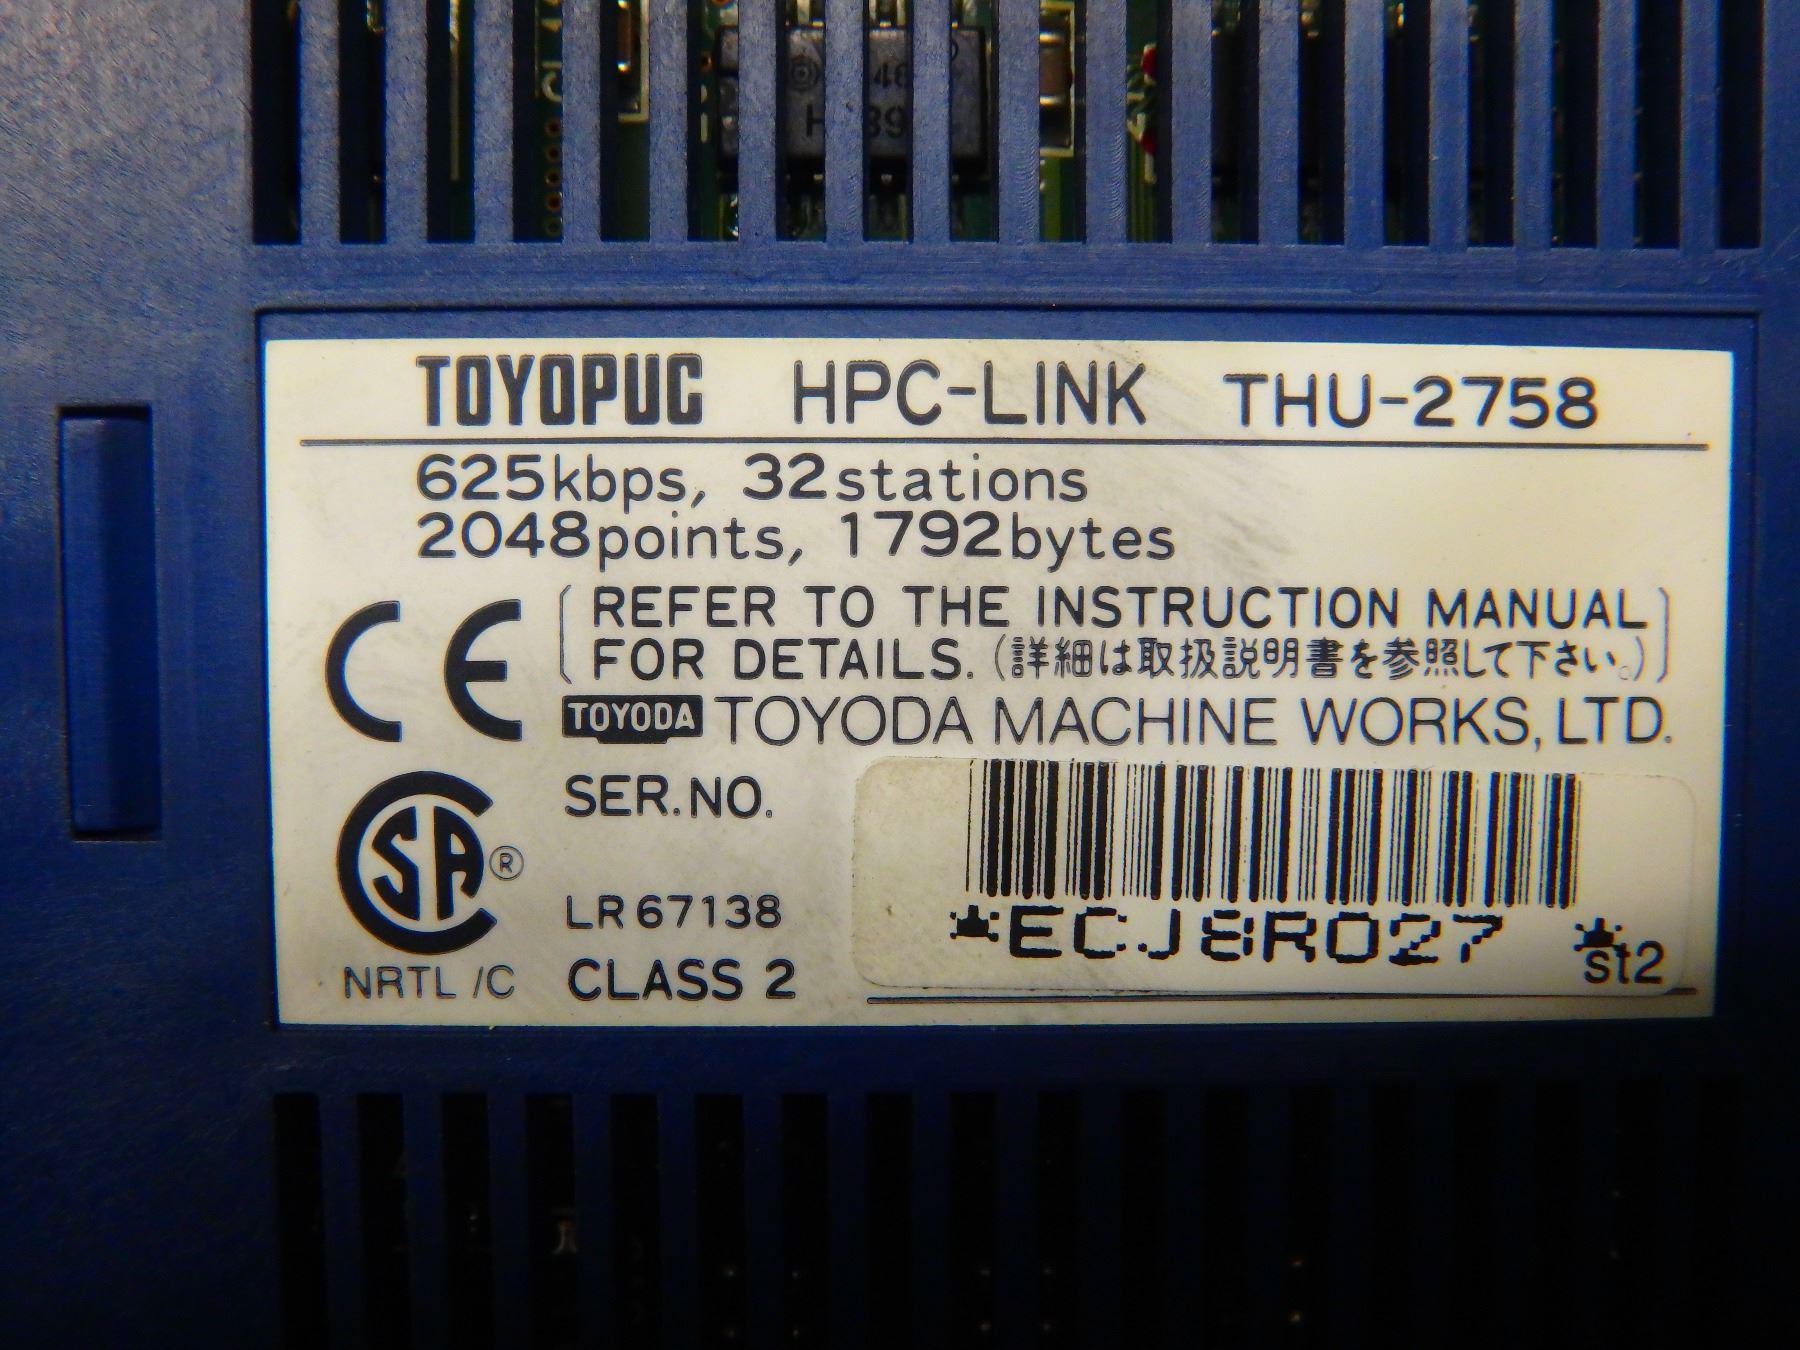 TOYOPUC HPC-LINK THU-2758
625kbps, 32stations
2048points, 1792bytes
CE
[REFER TO THE INSTRUCTION MANUAL
FOR DETAILS. (詳細は取扱説明書を参照して下さい。)]
TOYODA TOYODA MACHINE WORKS, LTD.
SER. NO.
*ECJ8R027 *
st2
SA ®
LR 67138
NRTL /C CLASS 2